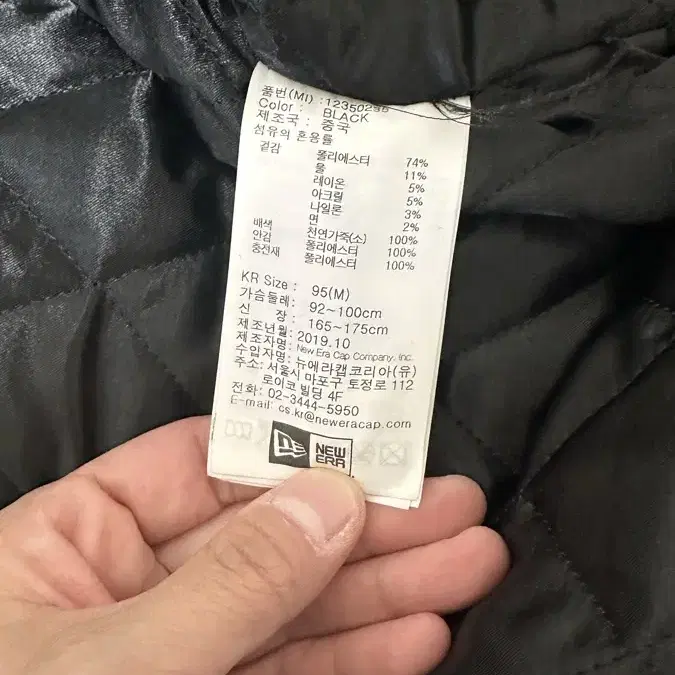 품번(MI) : 12350295
Color : BLACK
제조국 : 중국
섬유의 혼용률
겉감 폴리에스터 74%
울 11%
레이온 5%
아크릴 5%
나일론 3%
면 2%
배색 천연가죽(소) 100%
안감 폴리에스터 100%
충전재 폴리에스터 100%
KR Size : 95(M)
가슴둘레: 92~100cm
신 장: 165~175cm
제조년월: 2019.10
제조자명: New Era Cap Company, Inc.
수입자명: 뉴에라캡코리아(유)
주소: 서울시 마포구 토정로 112
로이코 빌딩 4F
전화: 02-3444-5950
E-mail: cs.kr@neweracap.com
NEW ERA